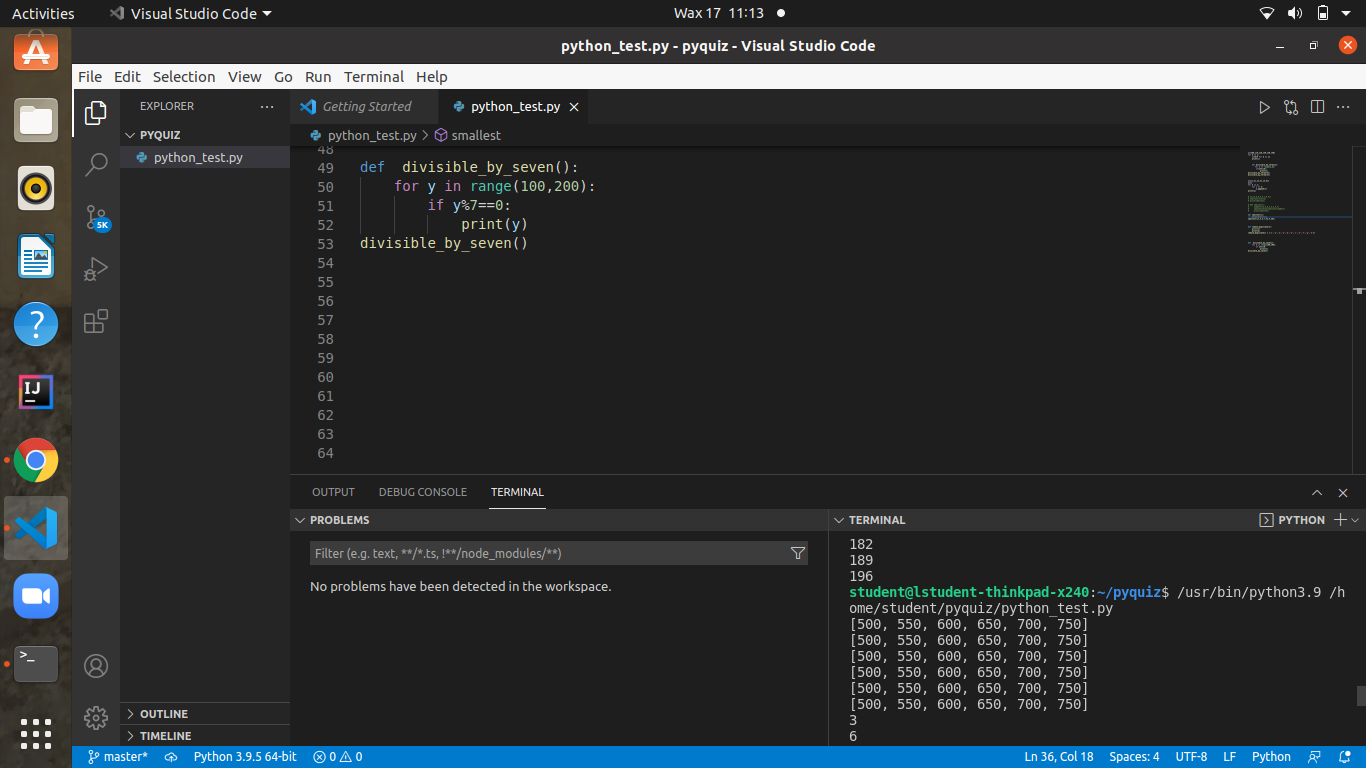 Activities Visual Studio Code Wax 17 11:13
python_test.py - pyquiz - Visual Studio Code
File Edit Selection View Go Run Terminal Help
EXPLORER ... Getting Started python_test.py
PYQUIZ
python_test.py > smallest
python_test.py
48
49 def  divisible_by_seven():
50 for y in range(100,200):
51 if y%7==0:
52 print(y)
53 divisible_by_seven()
54
55
56
57
58
59
60
61
62
63
64
5K
IJ
OUTPUT DEBUG CONSOLE TERMINAL
PROBLEMS
Filter (e.g. text, **/*.ts, !**/node_modules/**)
No problems have been detected in the workspace.
TERMINAL PYTHON
182
189
196
student@lstudent-thinkpad-x240:~/pyquiz$ /usr/bin/python3.9 /h
ome/student/pyquiz/python_test.py
[500, 550, 600, 650, 700, 750]
[500, 550, 600, 650, 700, 750]
[500, 550, 600, 650, 700, 750]
[500, 550, 600, 650, 700, 750]
[500, 550, 600, 650, 700, 750]
[500, 550, 600, 650, 700, 750]
3
6
OUTLINE
TIMELINE
master* Python 3.9.5 64-bit 0 0 Ln 36, Col 18 Spaces: 4 UTF-8 LF Python